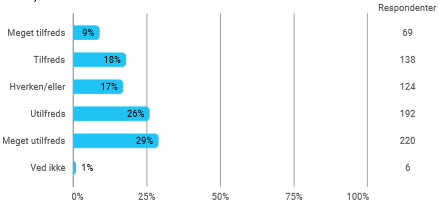 Respondenter
Meget tilfreds 9% 69
Tilfreds 18% 138
Hverken/eller 17% 124
Utilfreds 26% 192
Meget utilfreds 29% 220
Ved ikke 1% 6
0% 25% 50% 75% 100%